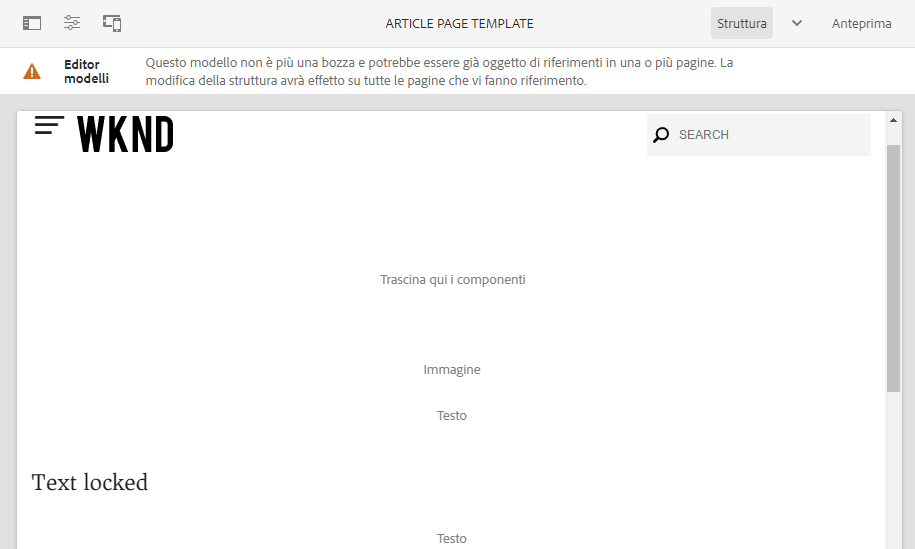 ARTICLE PAGE TEMPLATE
Struttura
Anteprima
Editor
modelli
Questo modello non è più una bozza e potrebbe essere già oggetto di riferimenti in una o più pagine. La
modifica della struttura avrà effetto su tutte le pagine che vi fanno riferimento.
WKND
SEARCH
Trascina qui i componenti
Immagine
Testo
Text locked
Testo